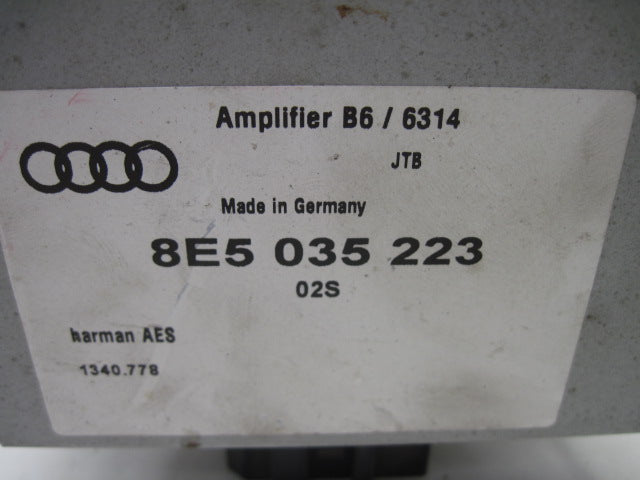 Amplifier B6 / 6314
JTB
Made in Germany
8E5 035 223
02S
harman AES
1340.778